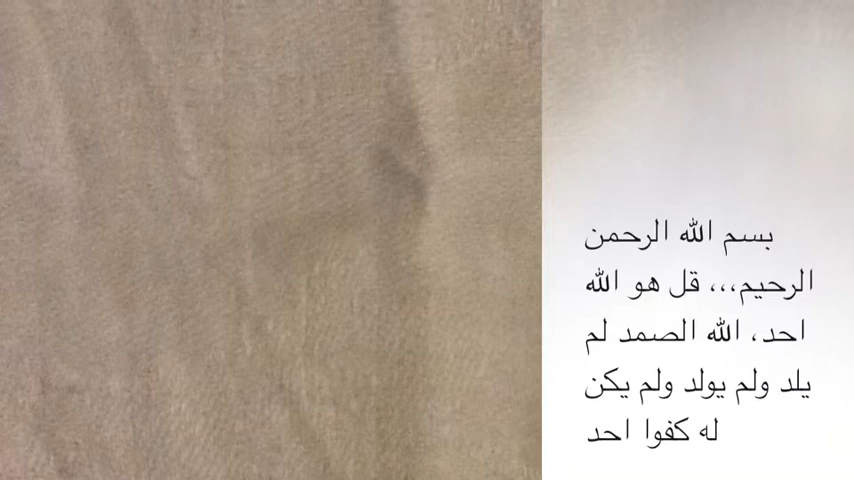 بسم الله الرحمن
الرحيم،،، قل هو الله
احد، الله الصمد لم
يلد ولم يولد ولم يكن
له كفوا احد